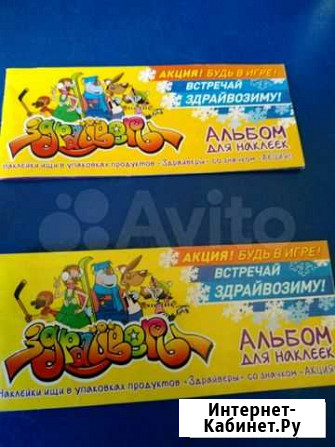 АКЦИЯ! БУДЬ В ИГРЕ!
ВСТРЕЧАЙ
ЗДРАЙВОЗИМУ!
здрайверы
АЛЬБОМ
ДЛЯ НАКЛЕЕК
НАКЛЕЙКИ ИЩИ В УПАКОВКАХ ПРОДУКТОВ «ЗДРАЙВЕРЫ» СО ЗНАЧКОМ «АКЦИЯ!»
Avito
АКЦИЯ! БУДЬ В ИГРЕ!
ВСТРЕЧАЙ
ЗДРАЙВОЗИМУ!
здрайверы
АЛЬБОМ
ДЛЯ НАКЛЕЕК
НАКЛЕЙКИ ИЩИ В УПАКОВКАХ ПРОДУКТОВ «ЗДРАЙВЕРЫ» СО ЗНАЧКОМ «АКЦИЯ!»
Интернет-
Кабинет.Ру